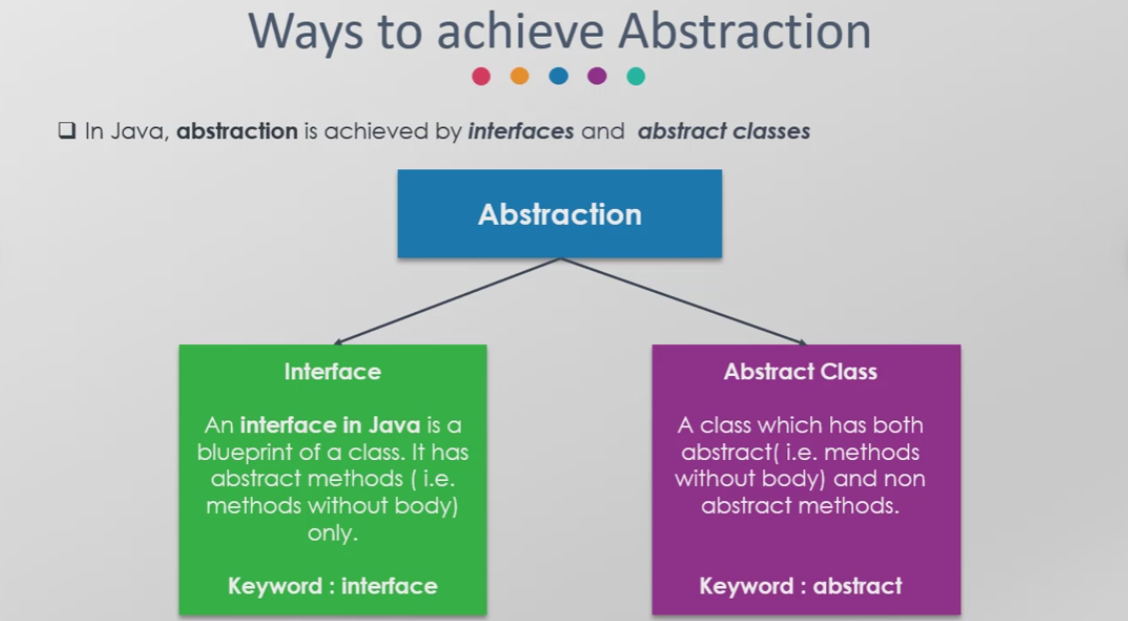 Ways to achieve Abstraction
❑ In Java, abstraction is achieved by interfaces and abstract classes
Abstraction
Interface
An interface in Java is a
blueprint of a class. It has
abstract methods ( i.e.
methods without body)
only.
Keyword : interface
Abstract Class
A class which has both
abstract( i.e. methods
without body) and non
abstract methods.
Keyword : abstract